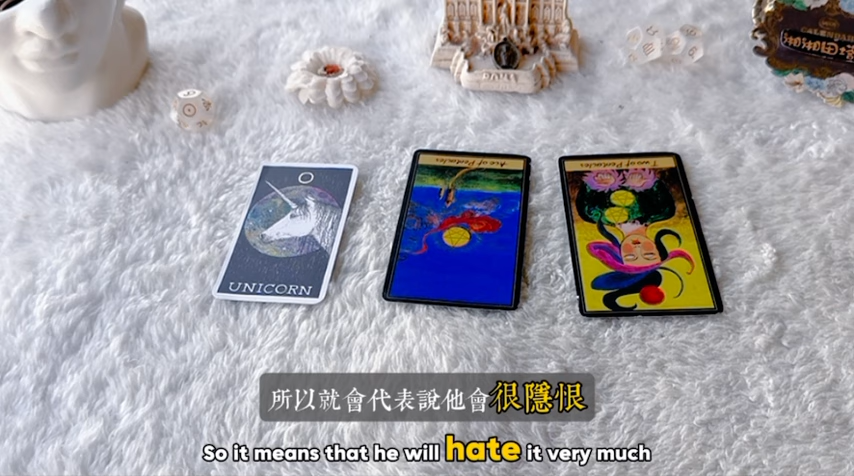 CALENDAR
PARIS
O
UNICORN
Ace of Pentacles
Two of Pentacles
所以就會代表說他會很隱恨
So it means that he will hate it very much